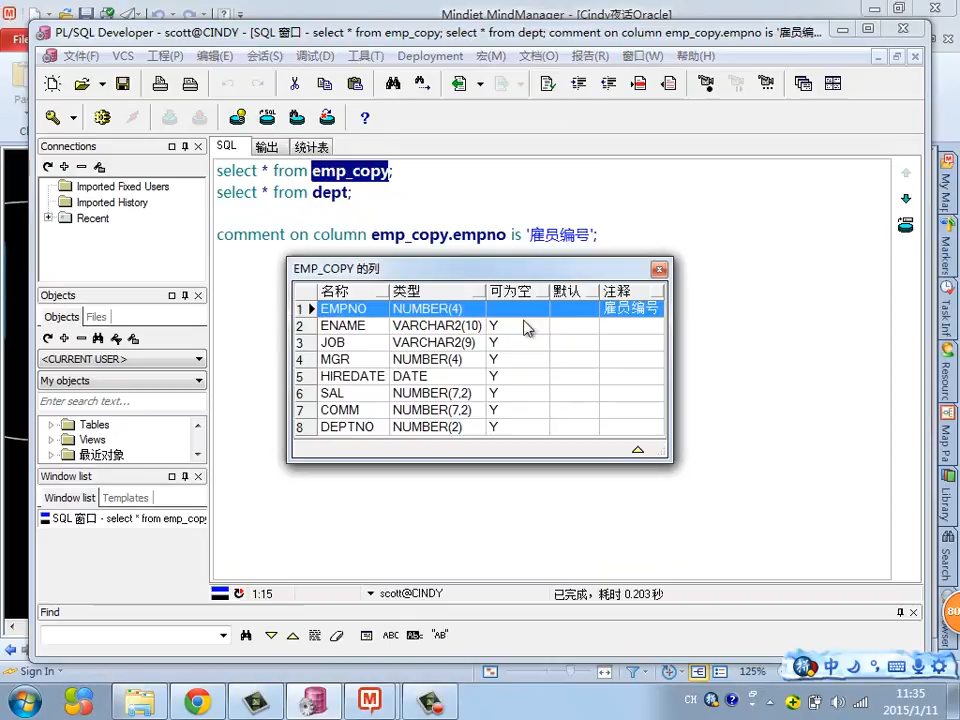 Mindjet MindManager - [Cindy夜话Oracle]
PL/SQL Developer - scott@CINDY - [SQL 窗口 - select * from emp_copy; select * from dept; comment on column emp_copy.empno is '雇员编号';...
文件(F) VCS 工程(P) 编辑(E) 会话(S) 调试(D) 工具(T) Deployment 宏(M) 文档(O) 报告(R) 窗口(W) 帮助(H)
Connections
Imported Fixed Users
Imported History
Recent
Objects
Objects Files
<CURRENT USER>
My objects
Enter search text...
Tables
Views
最近对象
Window list
Window list Templates
SQL 窗口 - select * from emp_copy
SQL 输出 统计表
select * from emp_copy;
select * from dept;
comment on column emp_copy.empno is '雇员编号';
EMP_COPY 的列
名称 类型 可为空 默认 注释
1 EMPNO NUMBER(4) 雇员编号
2 ENAME VARCHAR2(10) Y
3 JOB VARCHAR2(9) Y
4 MGR NUMBER(4) Y
5 HIREDATE DATE Y
6 SAL NUMBER(7,2) Y
7 COMM NUMBER(7,2) Y
8 DEPTNO NUMBER(2) Y
1:15 scott@CINDY 已完成，耗时 0.203 秒
Find
ABC "AB"
My Ma
Markers
Task Inf
Resourc
Map Pa
Library
Search
80
Sign In
125%
中
CH
11:35
2015/1/11